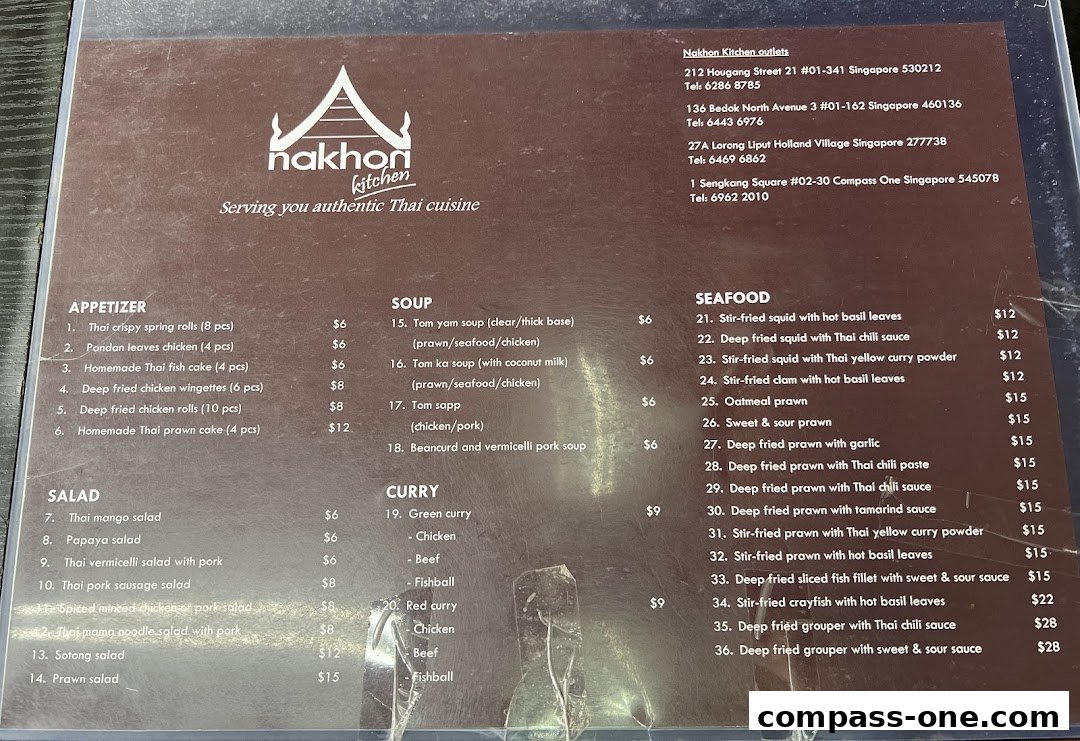 nakhon
kitchen
Serving you authentic Thai cuisine
Nakhon Kitchen outlets
212 Hougang Street 21 #01-341 Singapore 530212
Tel: 6286 8785
136 Bedok North Avenue 3 #01-162 Singapore 460136
Tel: 6443 6976
27A Lorong Liput Holland Village Singapore 277738
Tel: 6469 6862
1 Sengkang Square #02-30 Compass One Singapore 545078
Tel: 6962 2010
APPETIZER
1. Thai crispy spring rolls (8 pcs) $6
2. Pandan leaves chicken (4 pcs) $6
3. Homemade Thai fish cake (4 pcs) $6
4. Deep fried chicken wingettes (6 pcs) $8
5. Deep fried chicken rolls (10 pcs) $8
6. Homemade Thai prawn cake (4 pcs) $12
SALAD
7. Thai mango salad $6
8. Papaya salad $6
9. Thai vermicelli salad with pork $6
10. Thai pork sausage salad $8
11. Spiced minced chicken or pork salad $8
12. Thai mama noodle salad with pork $8
13. Sotong salad $12
14. Prawn salad $15
SOUP
15. Tom yam soup (clear/thick base) $6
(prawn/seafood/chicken)
16. Tom ka soup (with coconut milk) $6
(prawn/seafood/chicken)
17. Tom sapp $6
(chicken/pork)
18. Beancurd and vermicelli pork soup $6
CURRY
19. Green curry $9
- Chicken
- Beef
- Fishball
20. Red curry $9
- Chicken
- Beef
- Fishball
SEAFOOD
21. Stir-fried squid with hot basil leaves $12
22. Deep fried squid with Thai chili sauce $12
23. Stir-fried squid with Thai yellow curry powder $12
24. Stir-fried clam with hot basil leaves $12
25. Oatmeal prawn $15
26. Sweet & sour prawn $15
27. Deep fried prawn with garlic $15
28. Deep fried prawn with Thai chili paste $15
29. Deep fried prawn with Thai chili sauce $15
30. Deep fried prawn with tamarind sauce $15
31. Stir-fried prawn with Thai yellow curry powder $15
32. Stir-fried prawn with hot basil leaves $15
33. Deep fried sliced fish fillet with sweet & sour sauce $15
34. Stir-fried crayfish with hot basil leaves $22
35. Deep fried grouper with Thai chili sauce $28
36. Deep fried grouper with sweet & sour sauce $28
compass-one.com